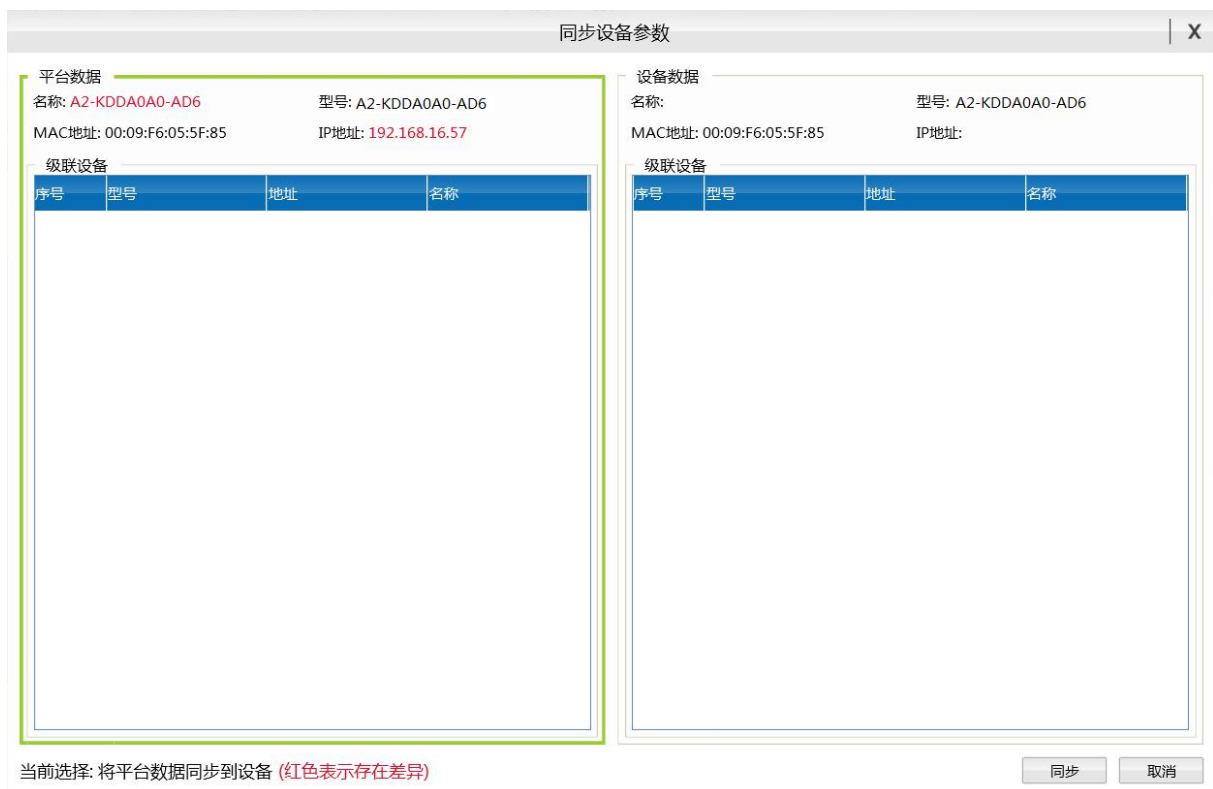 同步设备参数 X
平台数据
名称: A2-KDDA0A0-AD6 型号: A2-KDDA0A0-AD6
MAC地址: 00:09:F6:05:5F:85 IP地址: 192.168.16.57
级联设备
序号 型号 地址 名称
设备数据
名称: 型号: A2-KDDA0A0-AD6
MAC地址: 00:09:F6:05:5F:85 IP地址:
级联设备
序号 型号 地址 名称
当前选择: 将平台数据同步到设备 (红色表示存在差异)
同步 取消